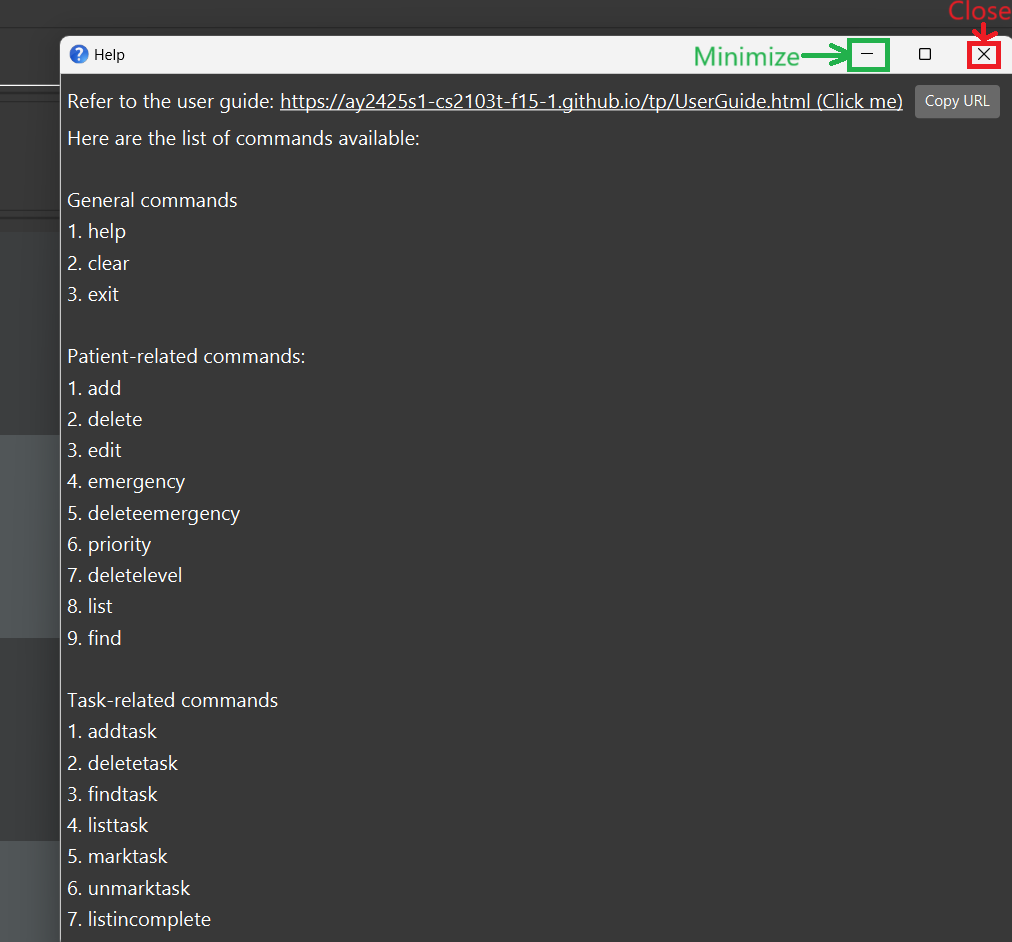 Close
Help
Minimize
Refer to the user guide: https://ay2425s1-cs2103t-f15-1.github.io/tp/UserGuide.html (Click me) Copy URL
Here are the list of commands available:
General commands
1. help
2. clear
3. exit
Patient-related commands:
1. add
2. delete
3. edit
4. emergency
5. deleteemergency
6. priority
7. deletelevel
8. list
9. find
Task-related commands
1. addtask
2. deletetask
3. findtask
4. listtask
5. marktask
6. unmarktask
7. listincomplete